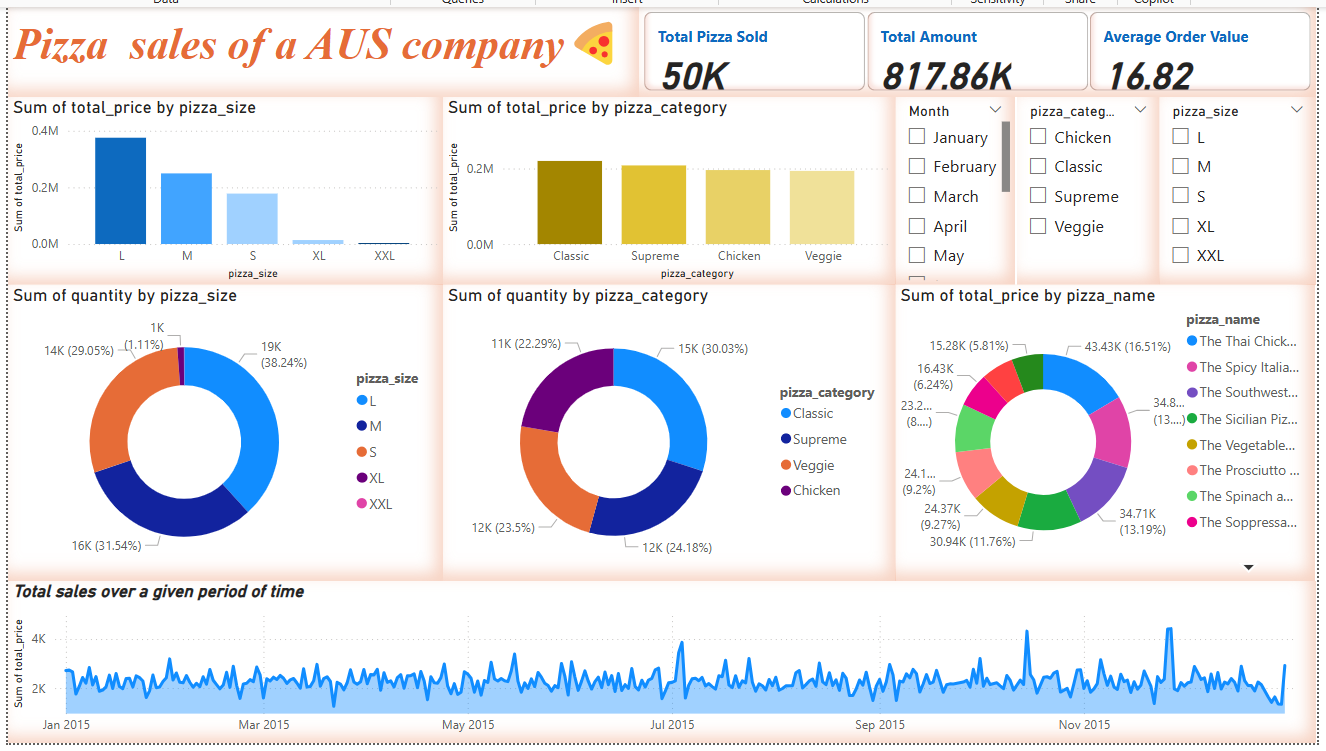 Pizza sales of a AUS company
Total Pizza Sold
50K
Total Amount
817.86K
Average Order Value
16.82
Sum of total_price by pizza_size
Sum of total_price
0.4M
0.2M
0.0M
L M S XL XXL
pizza_size
Sum of total_price by pizza_category
Sum of total_price
0.2M
0.0M
Classic Supreme Chicken Veggie
pizza_category
Month
January
February
March
April
May
pizza_categ...
Chicken
Classic
Supreme
Veggie
pizza_size
L
M
S
XL
XXL
Sum of quantity by pizza_size
1K
(1.11%)
14K (29.05%)
19K
(38.24%)
16K (31.54%)
pizza_size
L
M
S
XL
XXL
Sum of quantity by pizza_category
11K (22.29%)
15K (30.03%)
12K (23.5%)
12K (24.18%)
pizza_category
Classic
Supreme
Veggie
Chicken
Sum of total_price by pizza_name
15.28K (5.81%)
43.43K (16.51%)
16.43K
(6.24%)
34.8...
(13....)
23.2...
(8....)
24.1...
(9.2%)
24.37K
(9.27%)
34.71K
(13.19%)
30.94K (11.76%)
pizza_name
The Thai Chick...
The Spicy Italia...
The Southwest...
The Sicilian Piz...
The Vegetable...
The Prosciutto ...
The Spinach a...
The Soppressa...
Total sales over a given period of time
Sum of total_price
4K
2K
Jan 2015 Mar 2015 May 2015 Jul 2015 Sep 2015 Nov 2015